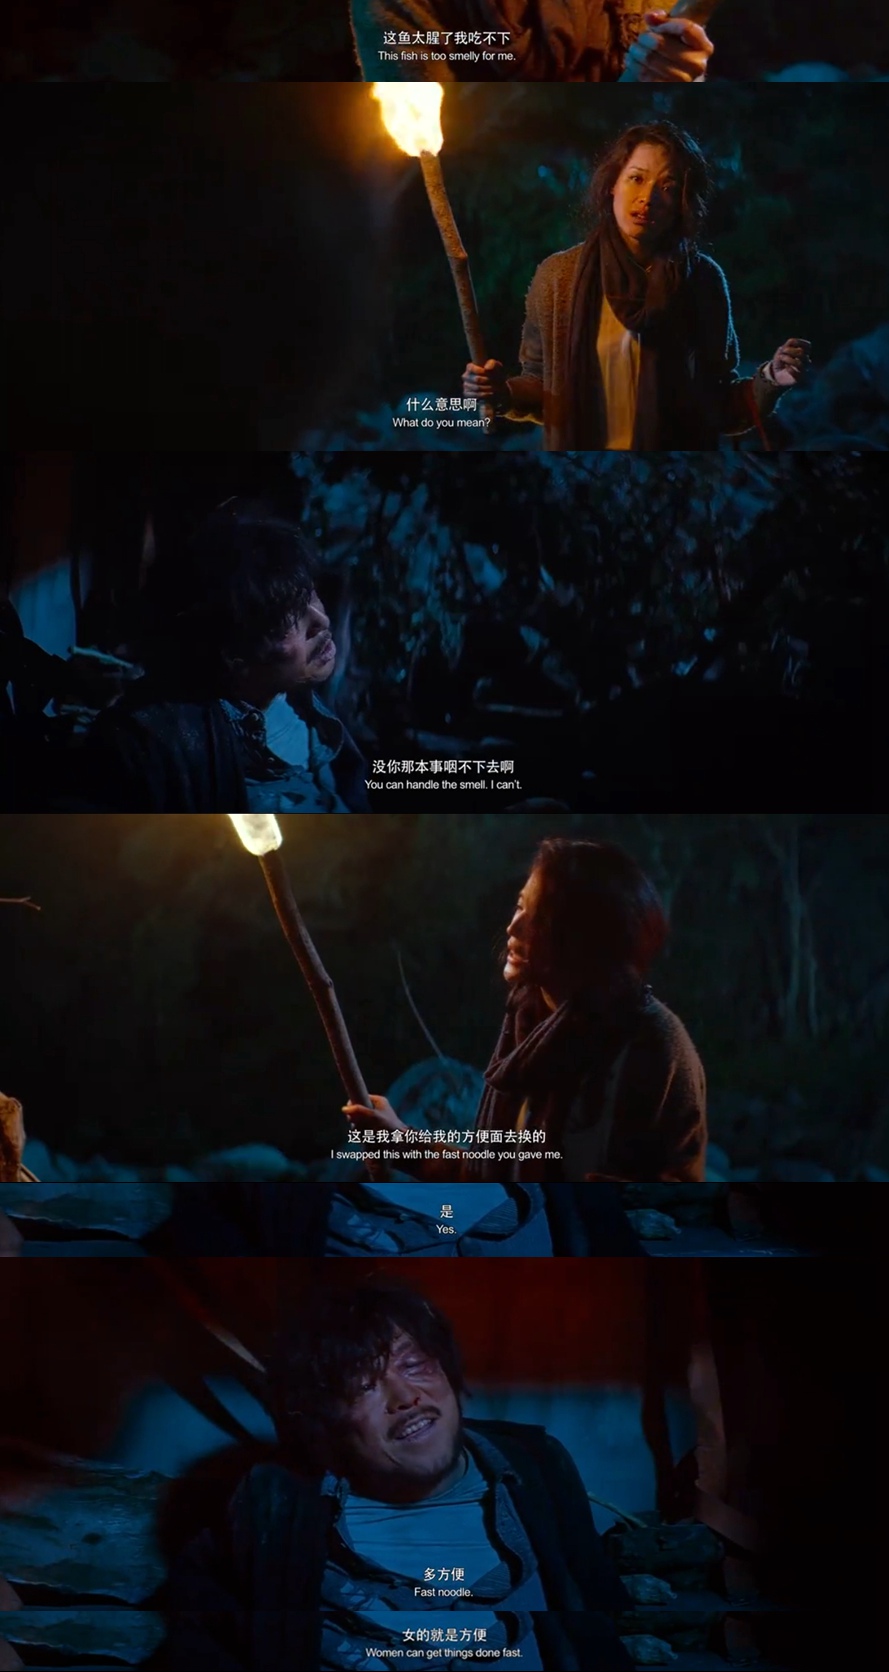 这鱼太腥了我吃不下
This fish is too smelly for me.
什么意思啊
What do you mean?
没你那本事咽不下去啊
You can handle the smell. I can't.
这是我拿你给我的方便面去换的
I swapped this with the fast noodle you gave me.
是
Yes.
多方便
Fast noodle.
女的就是方便
Women can get things done fast.